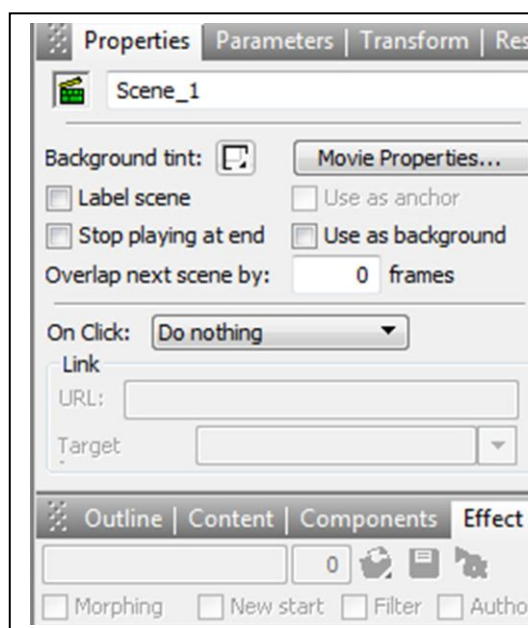 Properties | Parameters | Transform | Res
Scene_1
Background tint: Movie Properties...
Label scene Use as anchor
Stop playing at end Use as background
Overlap next scene by: 0 frames
On Click: Do nothing
Link
URL:
Target
Outline | Content | Components Effect
0
Morphing New start Filter Autho